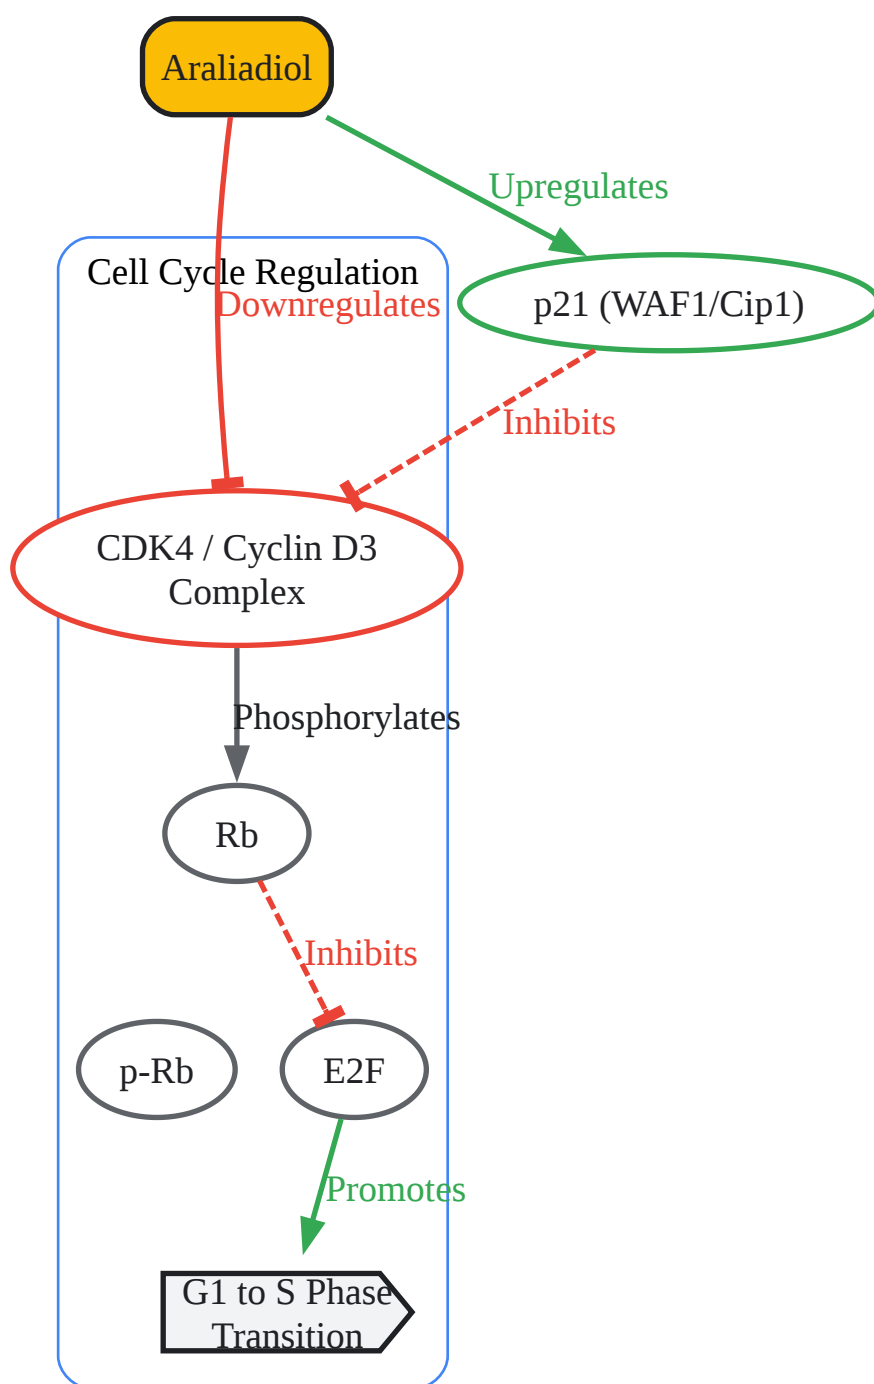 Araliadiol
Upregulates
Cell Cycle Regulation
Downregulates
p21 (WAF1/Cip1)
Inhibits
CDK4 / Cyclin D3
Complex
Phosphorylates
Rb
Inhibits
p-Rb
E2F
Promotes
G1 to S Phase
Transition